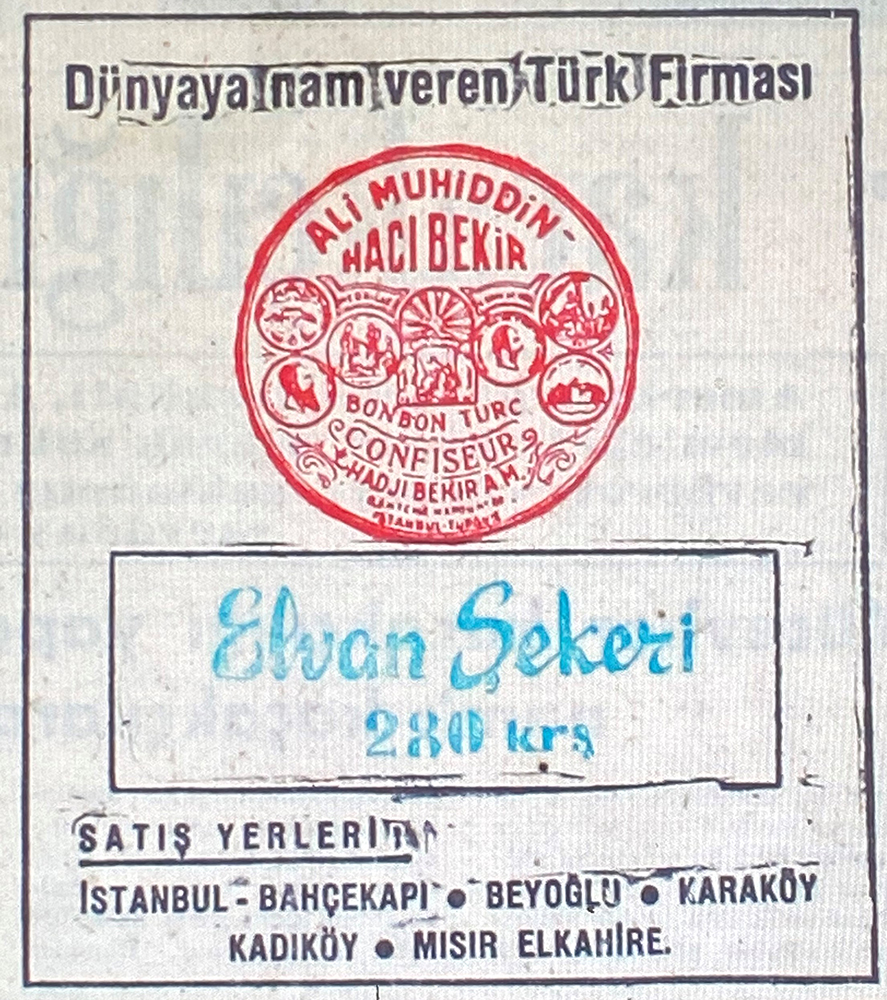 Dünyaya nam veren Türk Firması
ALİ MUHİDDİN-
HACI BEKİR
BONBON TURC
CONFISEUR
HADJI BEKIR A.M.
Elvan Şekeri
280 krş
SATIŞ YERLERİ
İSTANBUL - BAHÇEKAPI • BEYOĞLU • KARAKÖY
KADIKÖY • MISIR ELKAHİRE.